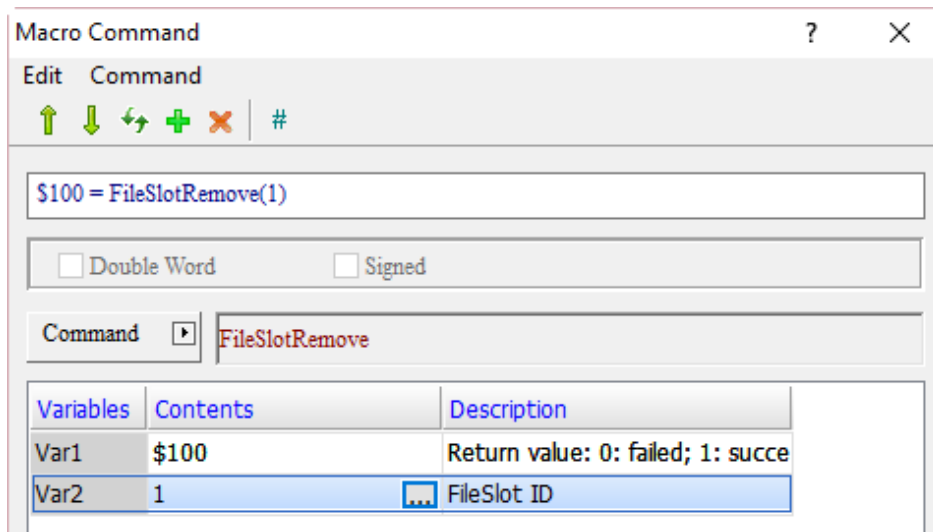 Macro Command ?
Edit Command
#
$100 = FileSlotRemove(1)
Double Word Signed
Command FileSlotRemove
Variables Contents Description
Var1 $100 Return value: 0: failed; 1: succe
Var2 1 ... FileSlot ID